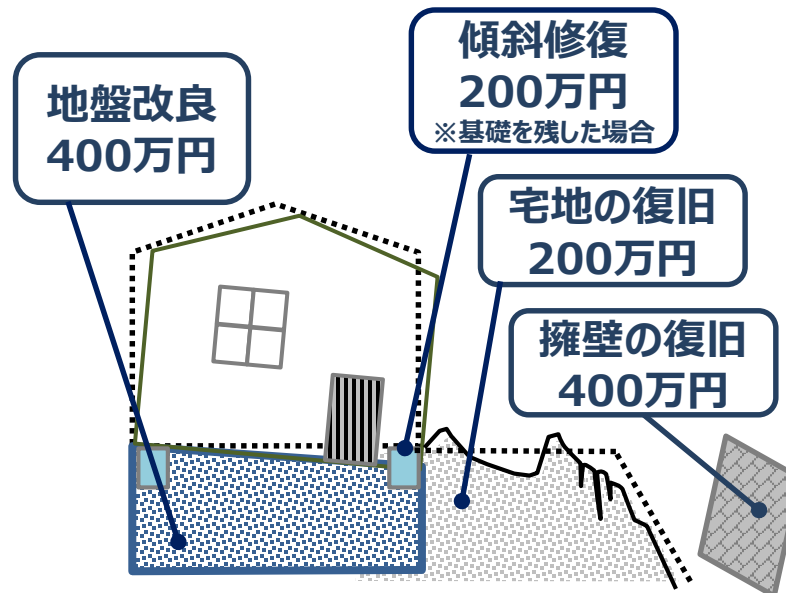 地盤改良
400万円
傾斜修復
200万円
※基礎を残した場合
宅地の復旧
200万円
擁壁の復旧
400万円